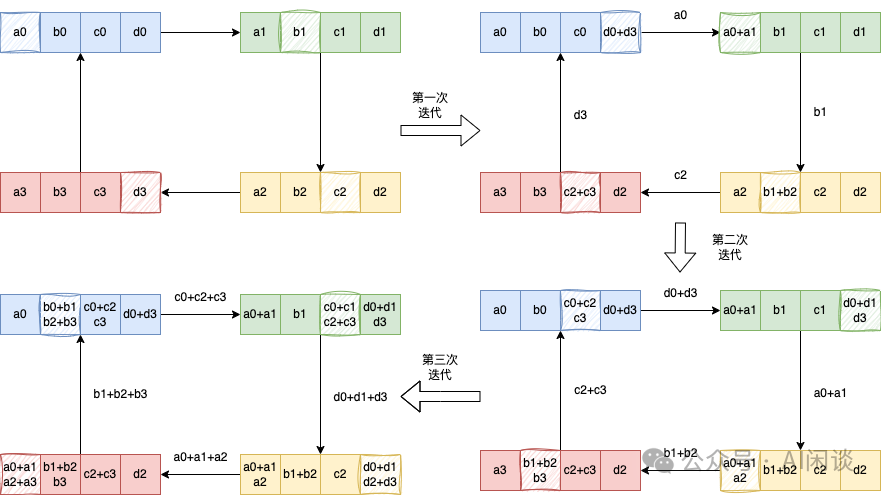 a0 b0 c0 d0
a1 b1 c1 d1
a3 b3 c3 d3
a2 b2 c2 d2
第一次
迭代
a0 b0 c0 d0+d3
a0
a0+a1 b1 c1 d1
d3
b1
a3 b3 c2+c3 d2
c2
a2 b1+b2 c2 d2
第二次
迭代
a0 b0 c0+c2
c3 d0+d3
d0+d3
a0+a1 b1 c1 d0+d1
d3
c2+c3
a0+a1
a3 b1+b2
b3 c2+c3 d2
b1+b2
a0+a1
a2 b1+b2 c2 d2
第三次
迭代
a0 b0+b1
b2+b3 c0+c2
c3 d0+d3
c0+c2+c3
a0+a1 b1 c0+c1
c2+c3 d0+d1
d3
b1+b2+b3
d0+d1+d3
a0+a1
a2+a3 b1+b2
b3 c2+c3 d2
a0+a1+a2
a0+a1
a2 b1+b2 c2 d0+d1
d2+d3
公众号 · AI闲谈